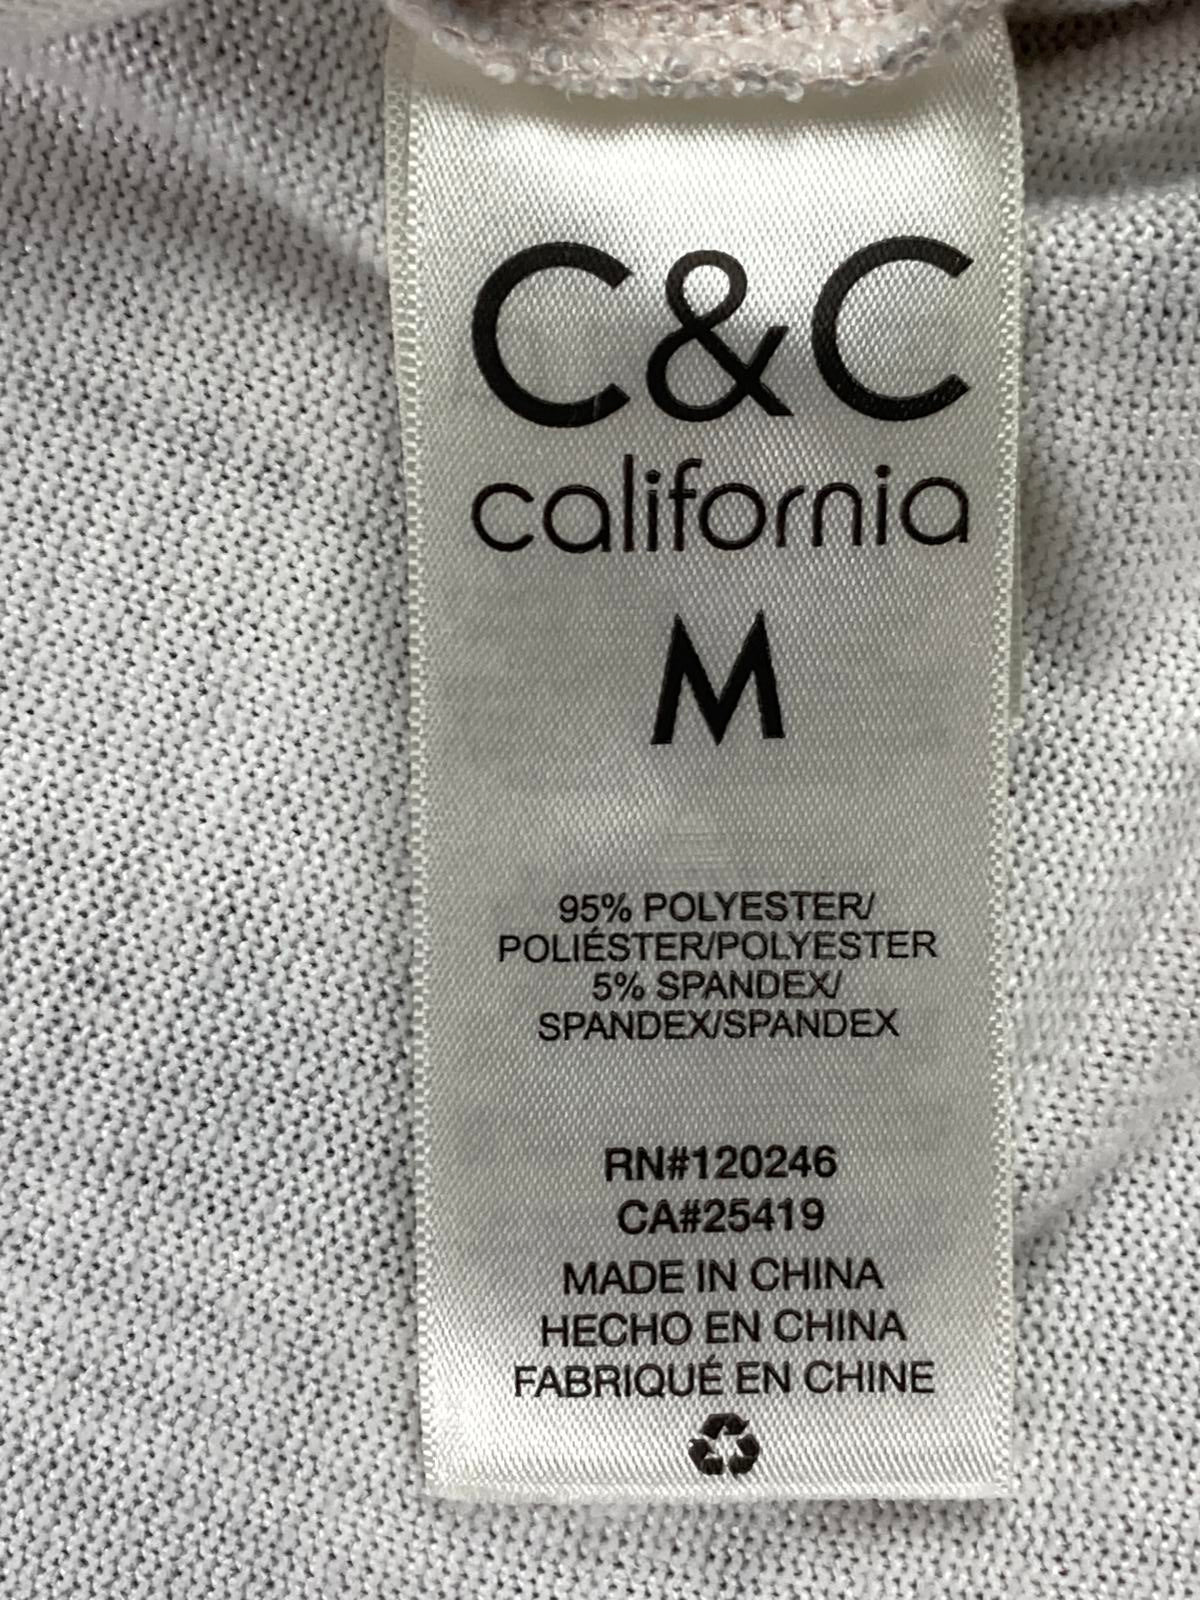 C&C
california
M
95% POLYESTER/
POLIÉSTER/POLYESTER
5% SPANDEX/
SPANDEX/SPANDEX
RN#120246
CA#25419
MADE IN CHINA
HECHO EN CHINA
FABRIQUÉ EN CHINE